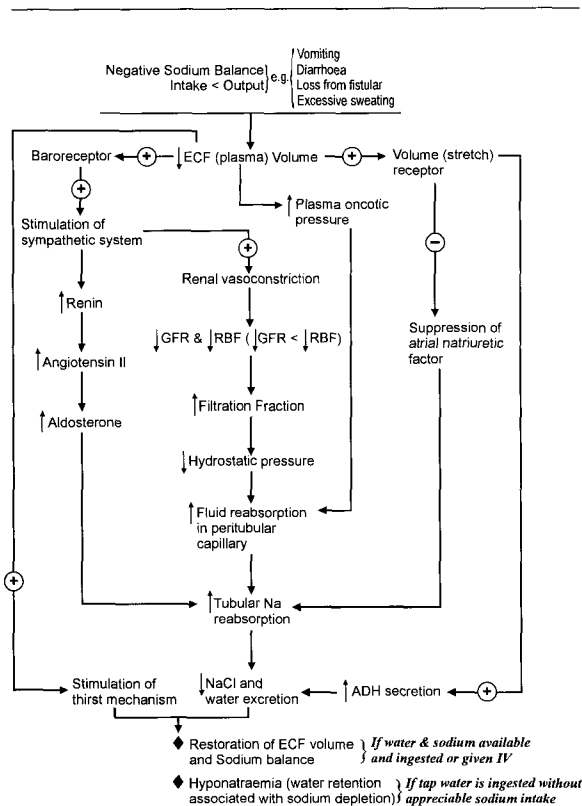 Negative Sodium Balance
Intake < Output
e.g.
Vomiting
Diarrhoea
Loss from fistular
Excessive sweating
Baroreceptor
+
↓ECF (plasma) Volume
+
Volume (stretch)
receptor
+
↑Plasma oncotic
pressure
Stimulation of
sympathetic system
+
−
Renal vasoconstriction
↑Renin
↓GFR & ↓RBF (↓GFR < ↓RBF)
Suppression of
atrial natriuretic
factor
↑Angiotensin II
↑Filtration Fraction
↑Aldosterone
↓Hydrostatic pressure
↑Fluid reabsorption
in peritubular
capillary
+
↑Tubular Na
reabsorption
Stimulation of
thirst mechanism
↓NaCl and
water excretion
↑ADH secretion
+
♦ Restoration of ECF volume
and Sodium balance
If water & sodium available
and ingested or given IV
♦ Hyponatraemia (water retention
associated with sodium depletion)
If tap water is ingested without
appreciable sodium intake